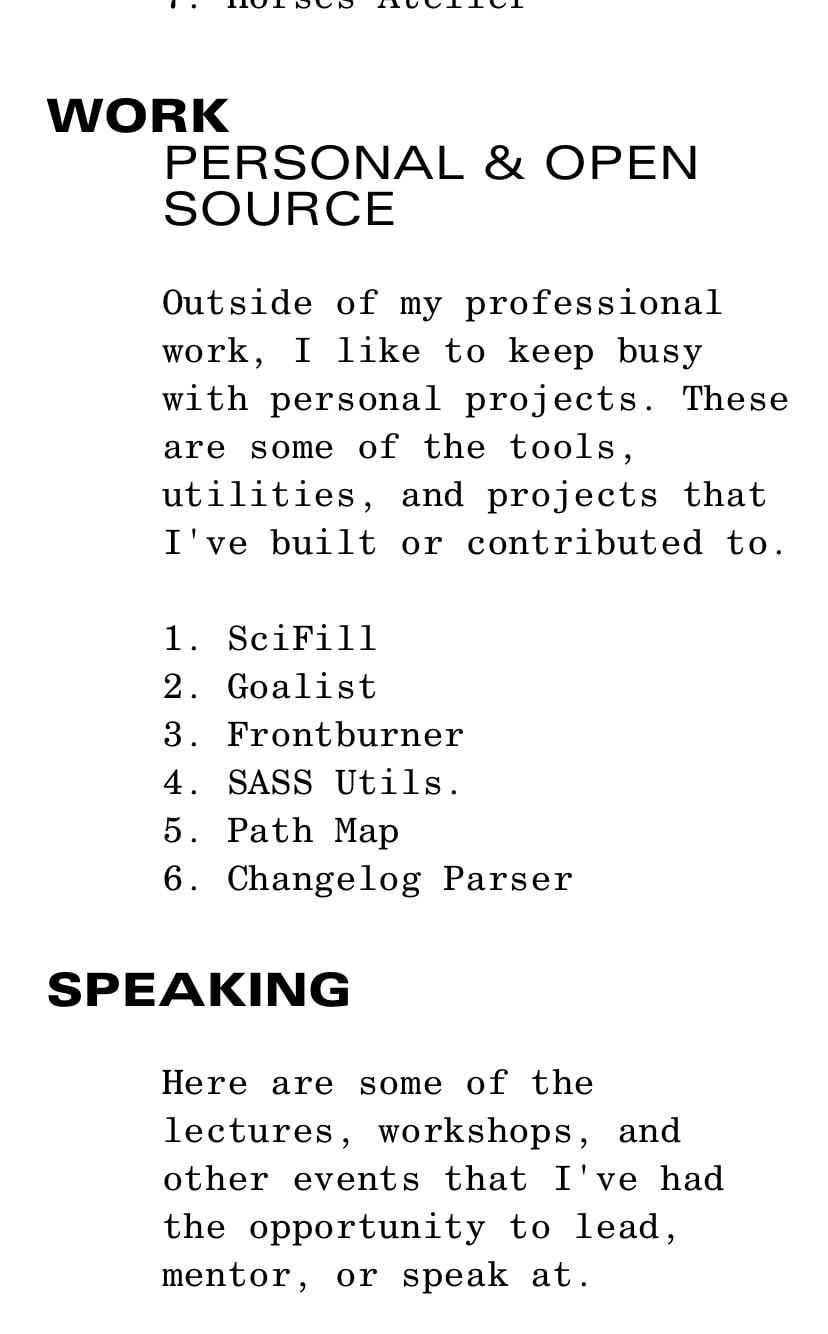 7. Horses Atelier
WORK
PERSONAL & OPEN
SOURCE
Outside of my professional
work, I like to keep busy
with personal projects. These
are some of the tools,
utilities, and projects that
I've built or contributed to.
1. SciFill
2. Goalist
3. Frontburner
4. SASS Utils.
5. Path Map
6. Changelog Parser
SPEAKING
Here are some of the
lectures, workshops, and
other events that I've had
the opportunity to lead,
mentor, or speak at.